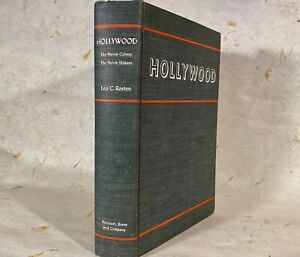 HOLLYWOOD
The Movie Colony
The Movie Makers
Leo C. Rosten
Harcourt, Brace
and Company
HOLLYWOOD